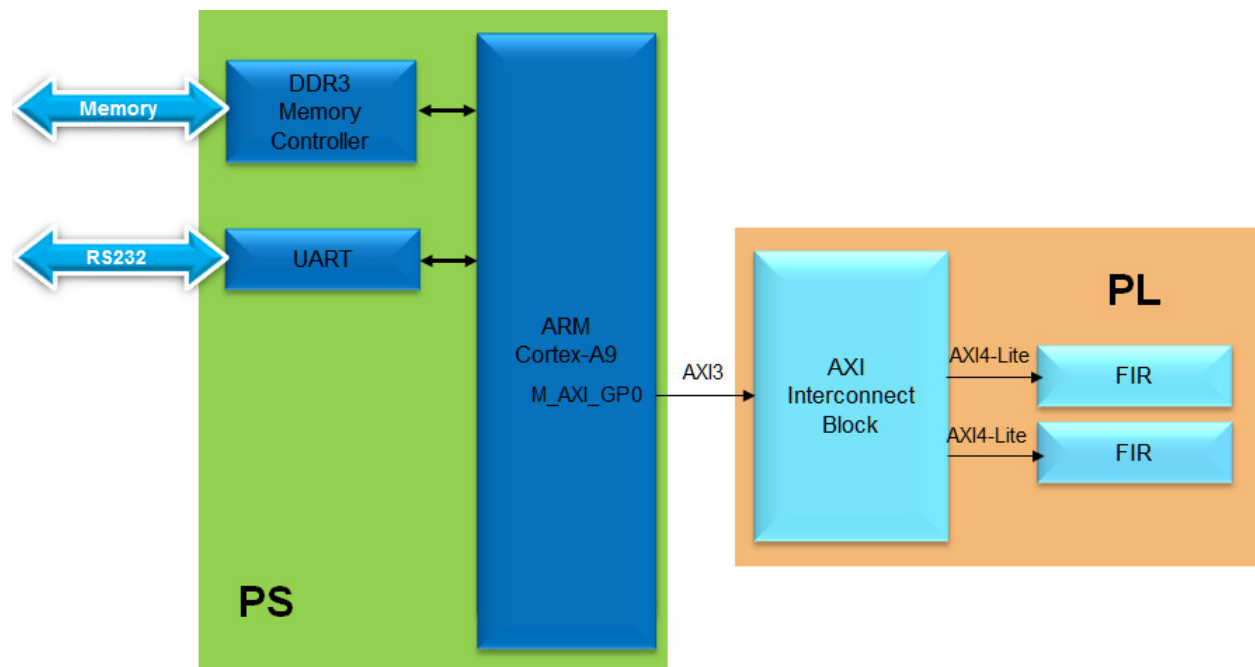 Memory
DDR3
Memory
Controller
RS232
UART
PS
ARM
Cortex-A9
M_AXI_GP0
AXI3
AXI
Interconnect
Block
PL
AXI4-Lite
FIR
AXI4-Lite
FIR